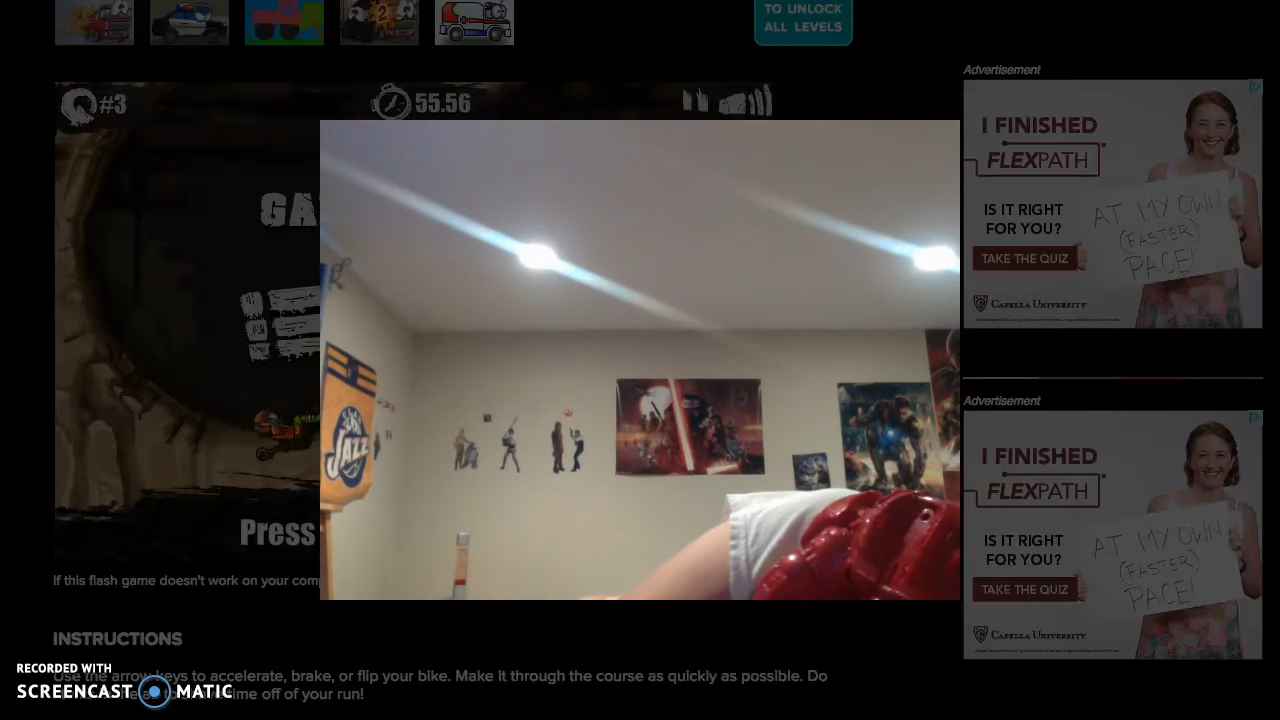 TO UNLOCK
ALL LEVELS
Advertisement
#3
55.56
I FINISHED
FLEXPATH
IS IT RIGHT
FOR YOU?
TAKE THE QUIZ
AT MY OWN
(FASTER)
PACE!
CAPELLA UNIVERSITY
GA
JAZZ
Press
Advertisement
I FINISHED
FLEXPATH
IS IT RIGHT
FOR YOU?
TAKE THE QUIZ
AT MY OWN
(FASTER)
PACE!
CAPELLA UNIVERSITY
If this flash game doesn't work on your com
INSTRUCTIONS
Use the arrow keys to accelerate, brake, or flip your bike. Make it through the course as quickly as possible. Do
time off of your run!
RECORDED WITH
SCREENCAST MATIC